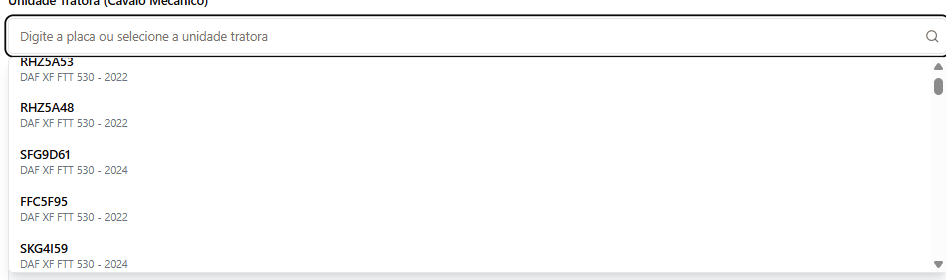 Unidade Tratora (Cavalo Mecânico)
Digite a placa ou selecione a unidade tratora
RHZ5A53
DAF XF FTT 530 - 2022
RHZ5A48
DAF XF FTT 530 - 2022
SFG9D61
DAF XF FTT 530 - 2024
FFC5F95
DAF XF FTT 530 - 2022
SKG4I59
DAF XF FTT 530 - 2024